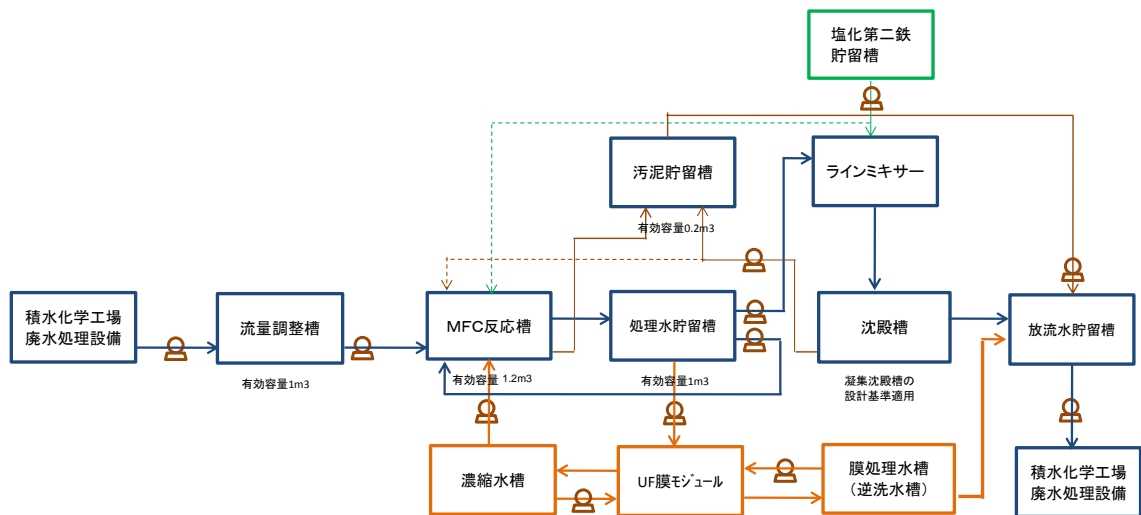 塩化第二鉄
貯留槽
汚泥貯留槽
ラインミキサー
有効容量0.2m3
積水化学工場
廃水処理設備
流量調整槽
MFC反応槽
処理水貯留槽
沈殿槽
放流水貯留槽
有効容量1m3
有効容量 1.2m3
有効容量1m3
凝集沈殿槽の
設計基準適用
濃縮水槽
UF膜ﾓｼﾞｭｰﾙ
膜処理水槽
（逆洗水槽）
積水化学工場
廃水処理設備